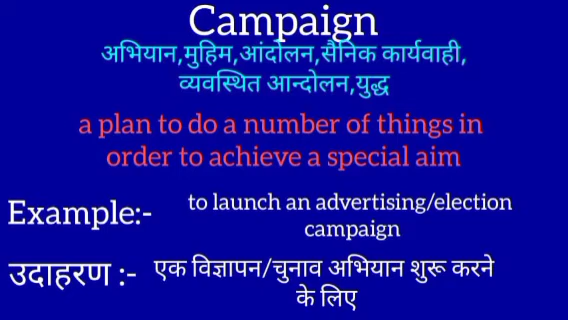 Campaign
अभियान,मुहिम,आंदोलन,सैनिक कार्यवाही,
व्यवस्थित आन्दोलन,युद्ध
a plan to do a number of things in
order to achieve a special aim
Example:- to launch an advertising/election
campaign
उदाहरण :- एक विज्ञापन/चुनाव अभियान शुरू करने
के लिए